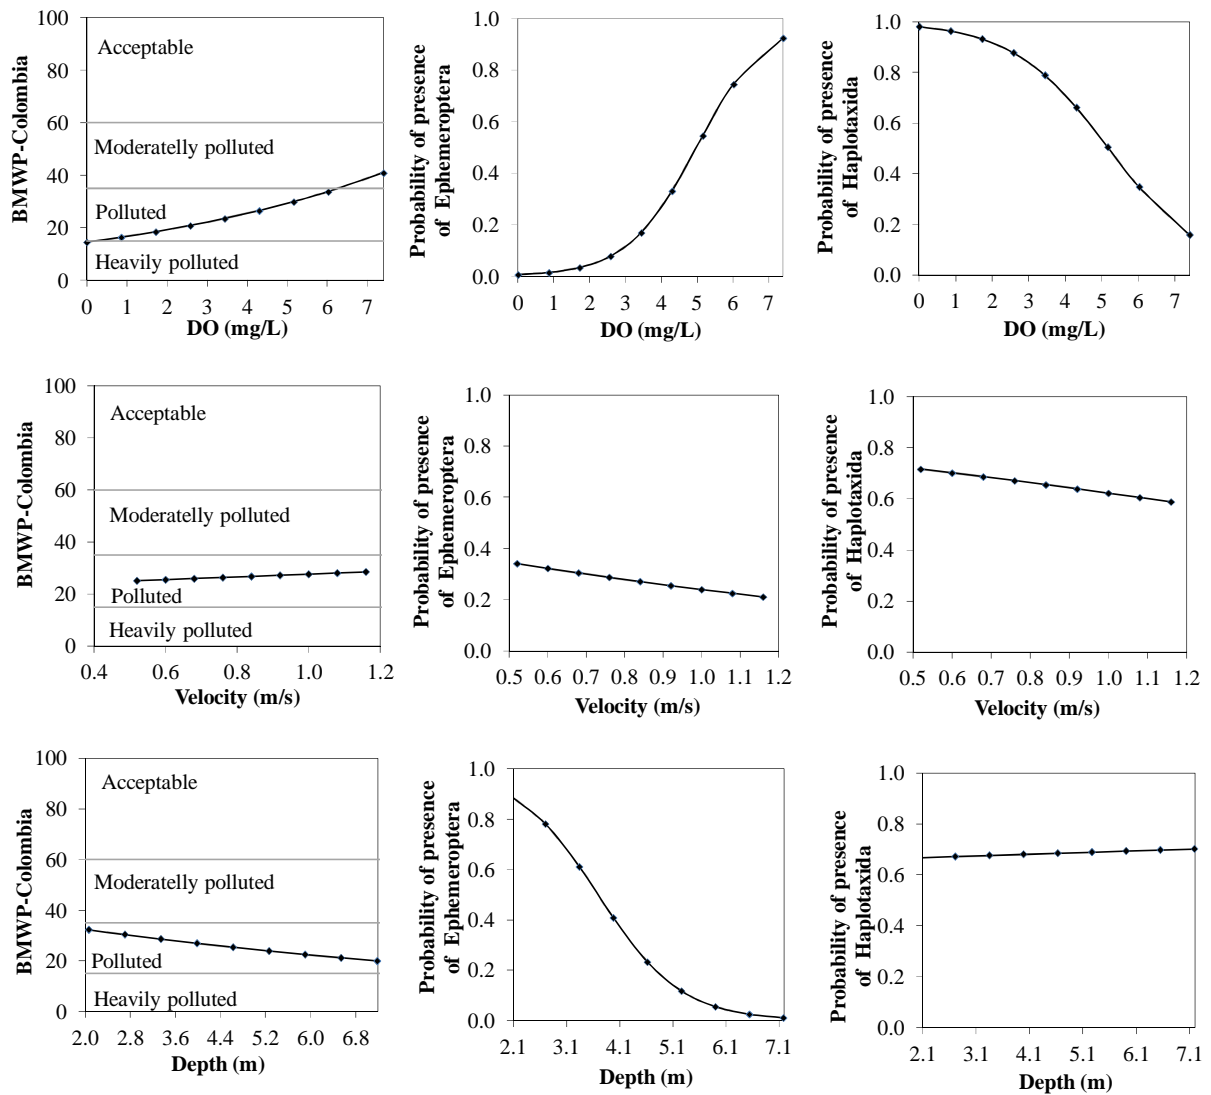 100
80
60
40
20
0
BMWP-Colombia
Acceptable
Moderatelly polluted
Polluted
Heavily polluted
0 1 2 3 4 5 6 7
DO (mg/L)
1.0
0.8
0.6
0.4
0.2
0.0
Probability of presence
of Ephemeroptera
0 1 2 3 4 5 6 7
DO (mg/L)
1.0
0.8
0.6
0.4
0.2
0.0
Probability of presence
of Haplotaxida
0 1 2 3 4 5 6 7
DO (mg/L)
100
80
60
40
20
0
BMWP-Colombia
Acceptable
Moderatelly polluted
Polluted
Heavily polluted
0.4 0.6 0.8 1.0 1.2
Velocity (m/s)
1.0
0.8
0.6
0.4
0.2
0.0
Probability of presence
of Ephemeroptera
0.5 0.6 0.7 0.8 0.9 1.0 1.1 1.2
Velocity (m/s)
1.0
0.8
0.6
0.4
0.2
0.0
Probability of presence
of Haplotaxida
0.5 0.6 0.7 0.8 0.9 1.0 1.1 1.2
Velocity (m/s)
100
80
60
40
20
0
BMWP-Colombia
Acceptable
Moderatelly polluted
Polluted
Heavily polluted
2.0 2.8 3.6 4.4 5.2 6.0 6.8
Depth (m)
1.0
0.8
0.6
0.4
0.2
0.0
Probability of presence
of Ephemeroptera
2.1 3.1 4.1 5.1 6.1 7.1
Depth (m)
1.0
0.8
0.6
0.4
0.2
0.0
Probability of presence
of Haplotaxida
2.1 3.1 4.1 5.1 6.1 7.1
Depth (m)